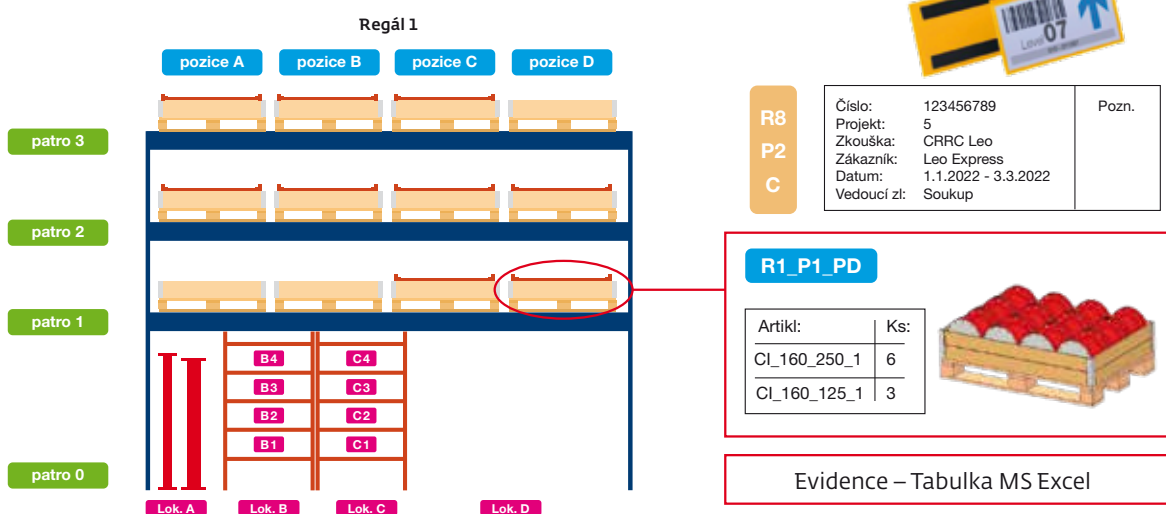 Regál 1
pozice A
pozice B
pozice C
pozice D
patro 3
patro 2
patro 1
patro 0
B4
B3
B2
B1
C4
C3
C2
C1
Lok. A
Lok. B
Lok. C
Lok. D
Level 07
R8
P2
C
Číslo: 123456789
Projekt: 5
Zkouška: CRRC Leo
Zákazník: Leo Express
Datum: 1.1.2022 - 3.3.2022
Vedoucí zl: Soukup
Pozn.
R1_P1_PD
Artikl: Ks:
CI_160_250_1 6
CI_160_125_1 3
Evidence – Tabulka MS Excel